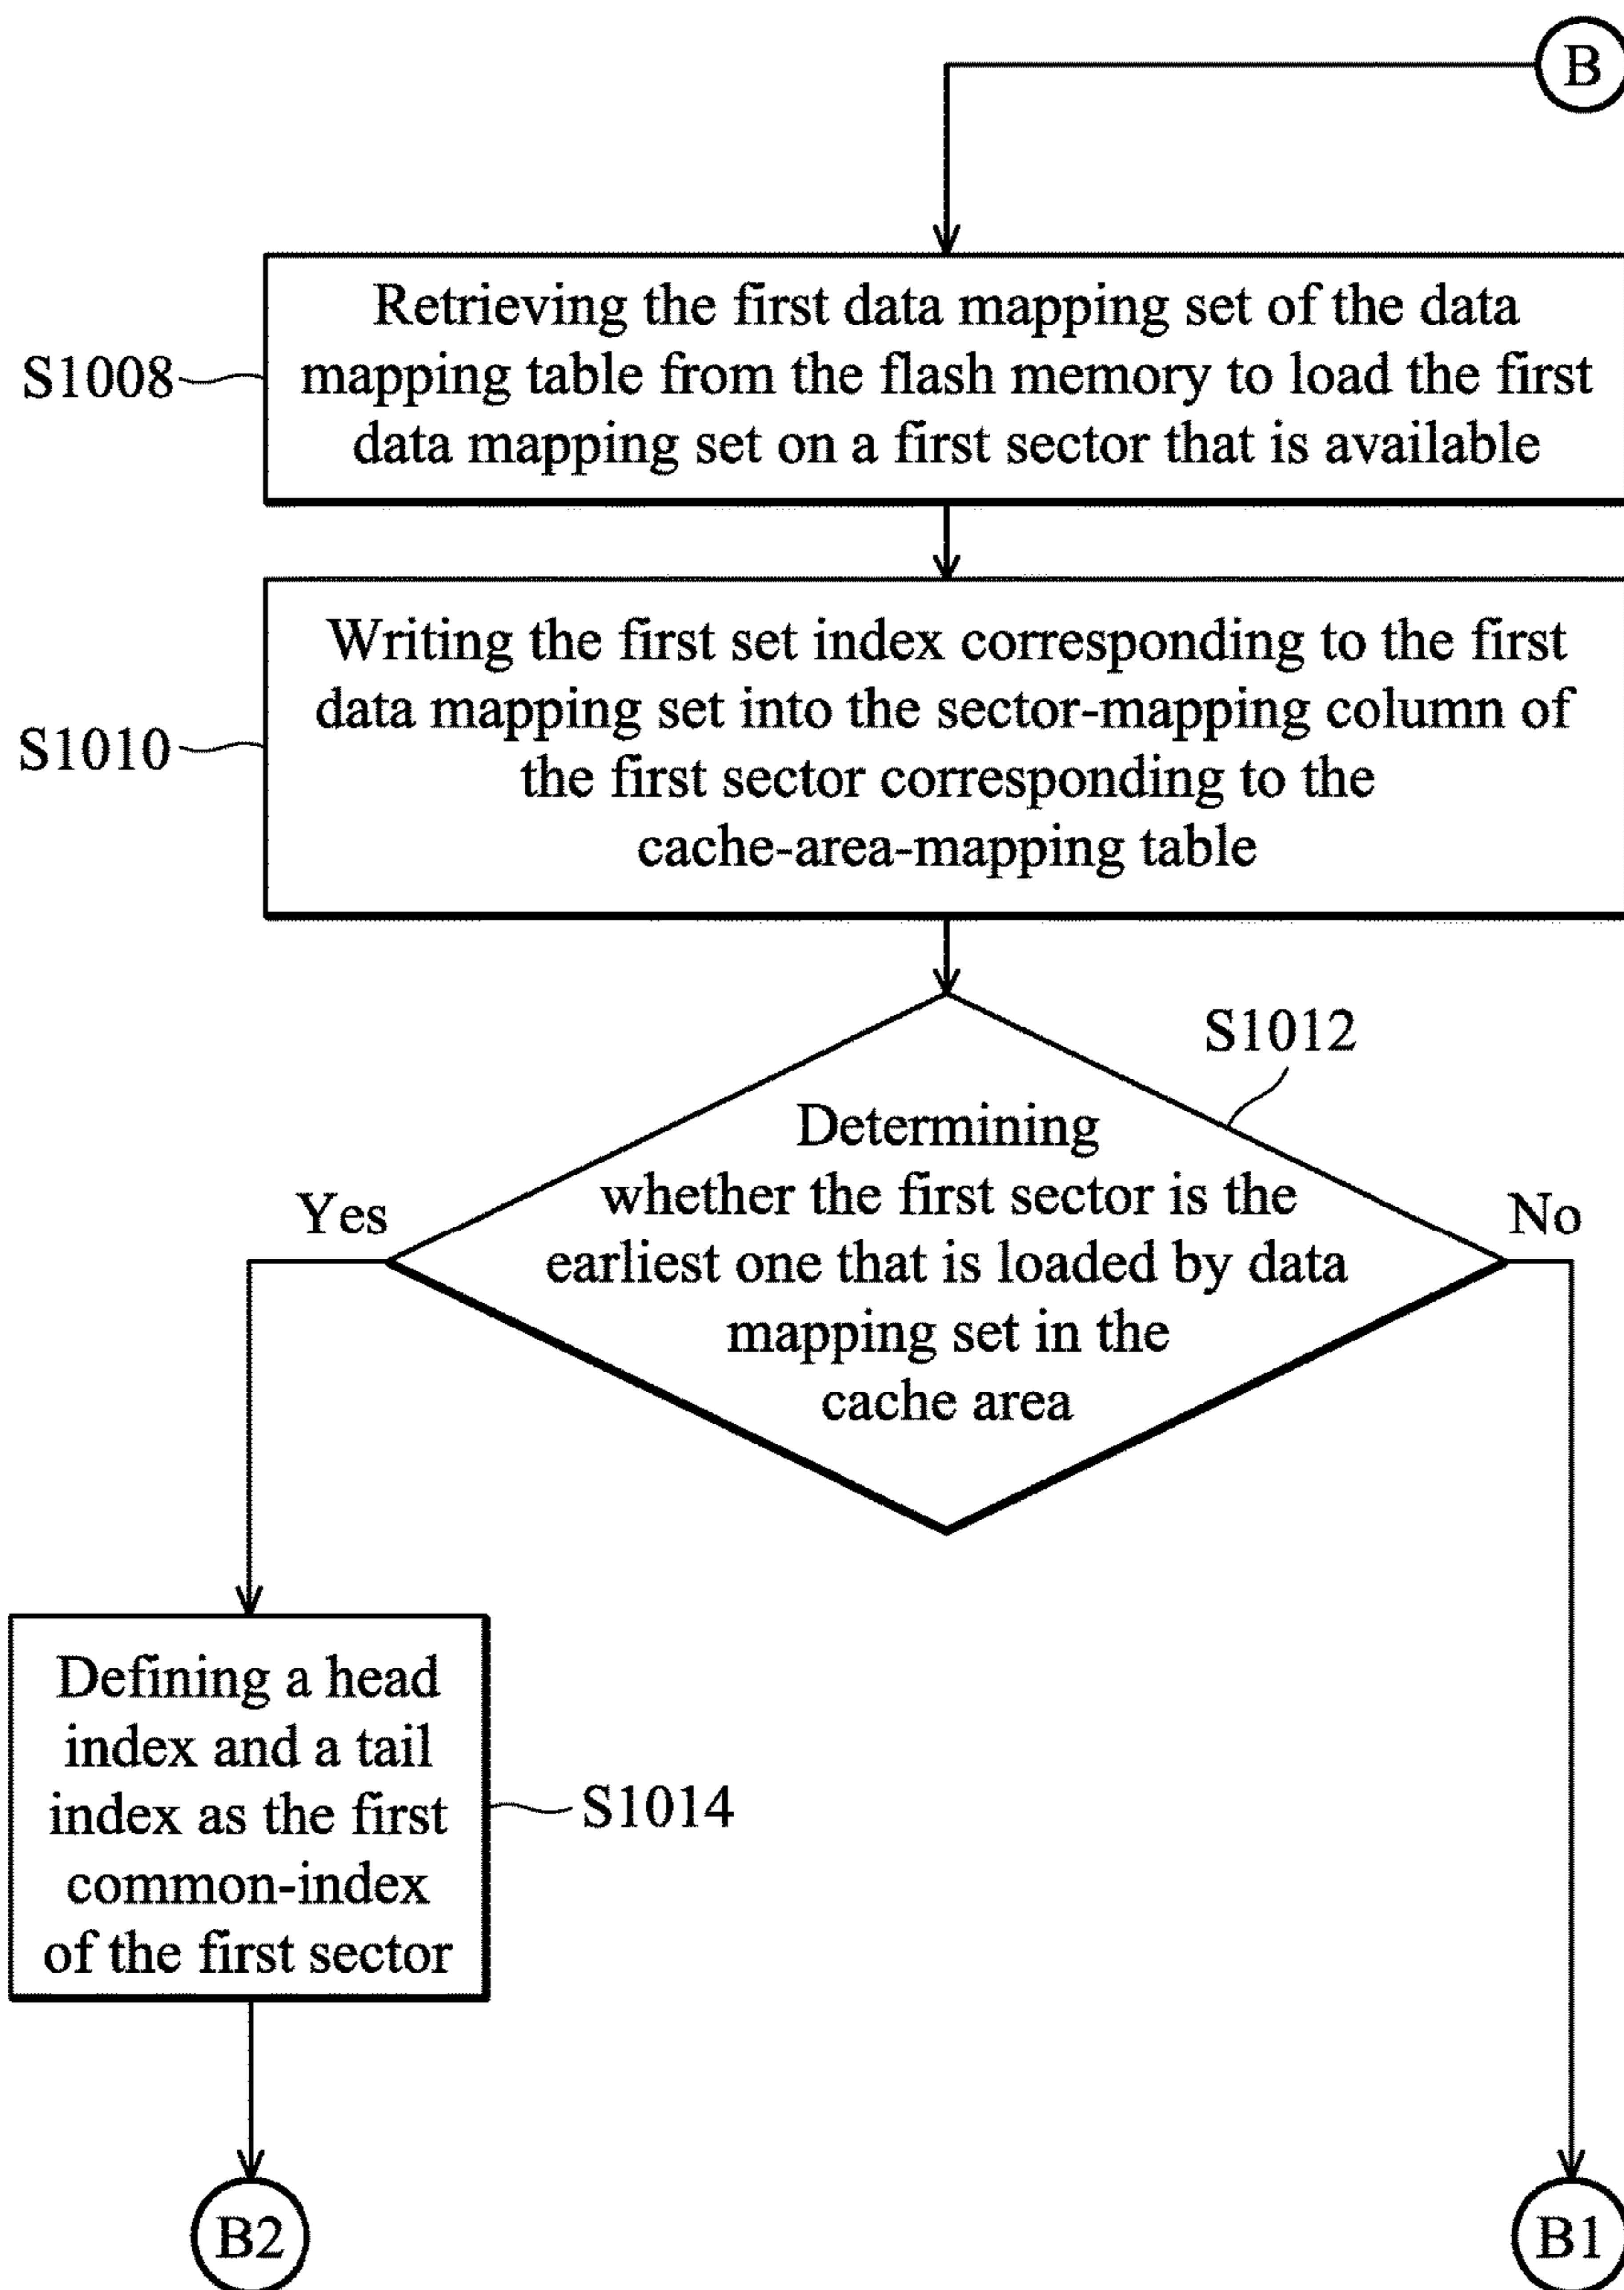 B
Retrieving the first data mapping set of the data
S1008
mapping table from the flash memory to load the first
data mapping set on a first sector that is available
Writing the first set index corresponding to the first
data mapping set into the sector-mapping column of
S1010
the first sector corresponding to the
cache-area-mapping table
S1012
Determining
whether the first sector is the
earliest one that is loaded by data
mapping set in the
cache area
Yes
No
Defining a head
index and a tail
index as the first
common-index
of the first sector
S1014
B2
B1